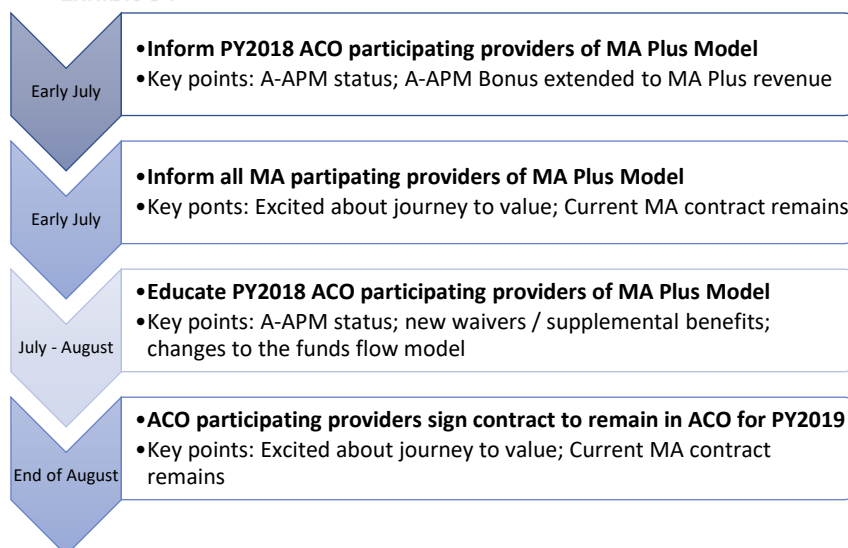 Early July
•Inform PY2018 ACO participating providers of MA Plus Model
•Key points: A-APM status; A-APM Bonus extended to MA Plus revenue
Early July
•Inform all MA partipating providers of MA Plus Model
•Key ponts: Excited about journey to value; Current MA contract remains
July - August
•Educate PY2018 ACO participating providers of MA Plus Model
•Key points: A-APM status; new waivers / supplemental benefits;
changes to the funds flow model
End of August
•ACO participating providers sign contract to remain in ACO for PY2019
•Key points: Excited about journey to value; Current MA contract
remains